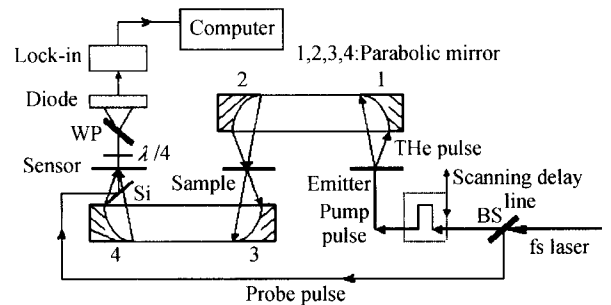 Computer
Lock-in
1,2,3,4:Parabolic mirror
2
1
Diode
WP
THe pulse
λ/4
Sensor
Sample
Emitter
Scanning delay
line
Si
Pump
pulse
BS
fs laser
4
3
Probe pulse